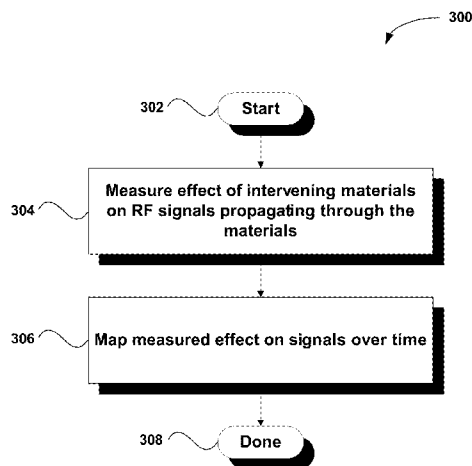 300
302
Start
304
Measure effect of intervening materials
on RF signals propagating through the
materials
306
Map measured effect on signals over time
308
Done